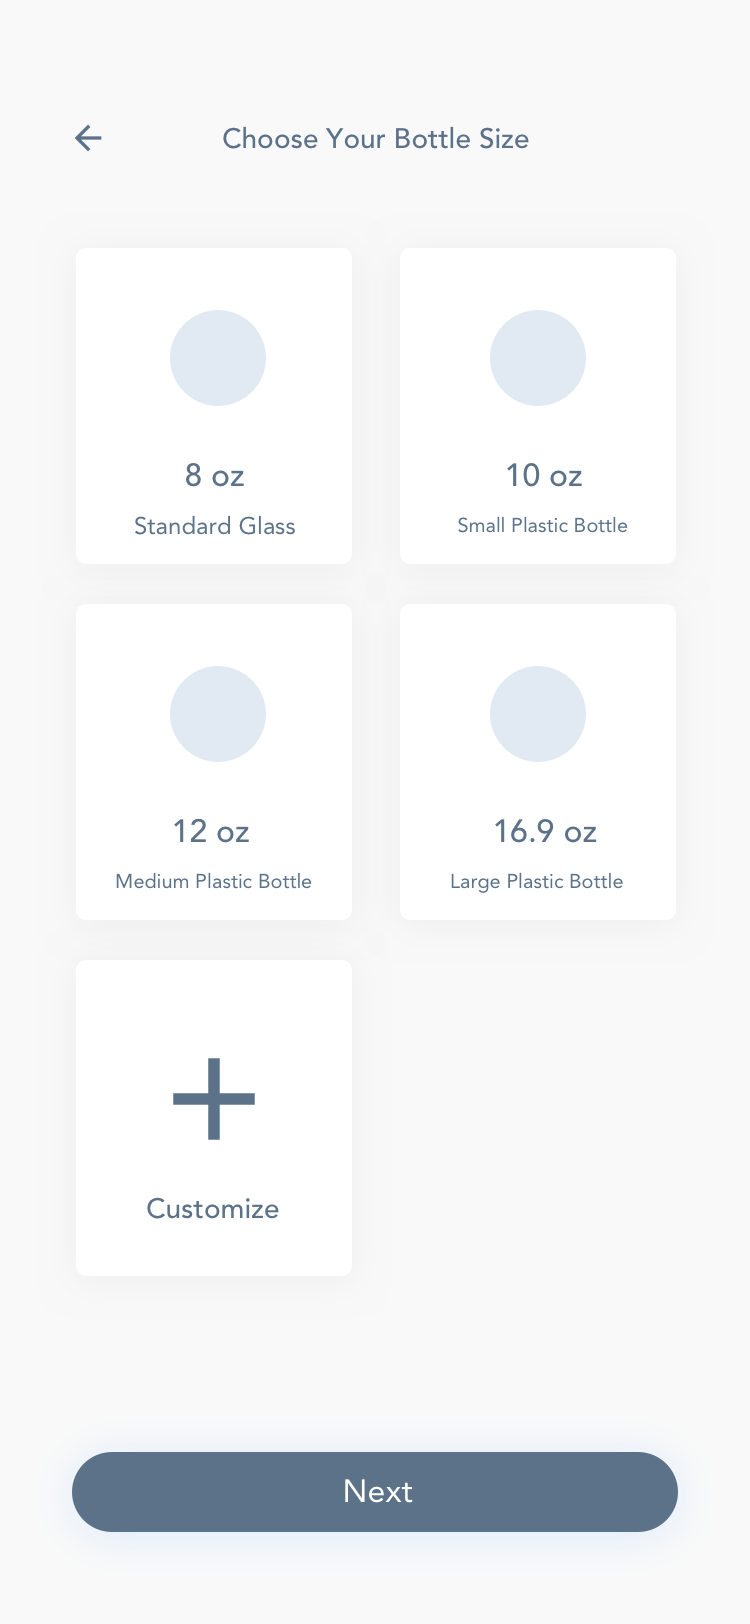 Choose Your Bottle Size
8 oz
Standard Glass
10 oz
Small Plastic Bottle
12 oz
Medium Plastic Bottle
16.9 oz
Large Plastic Bottle
Customize
Next